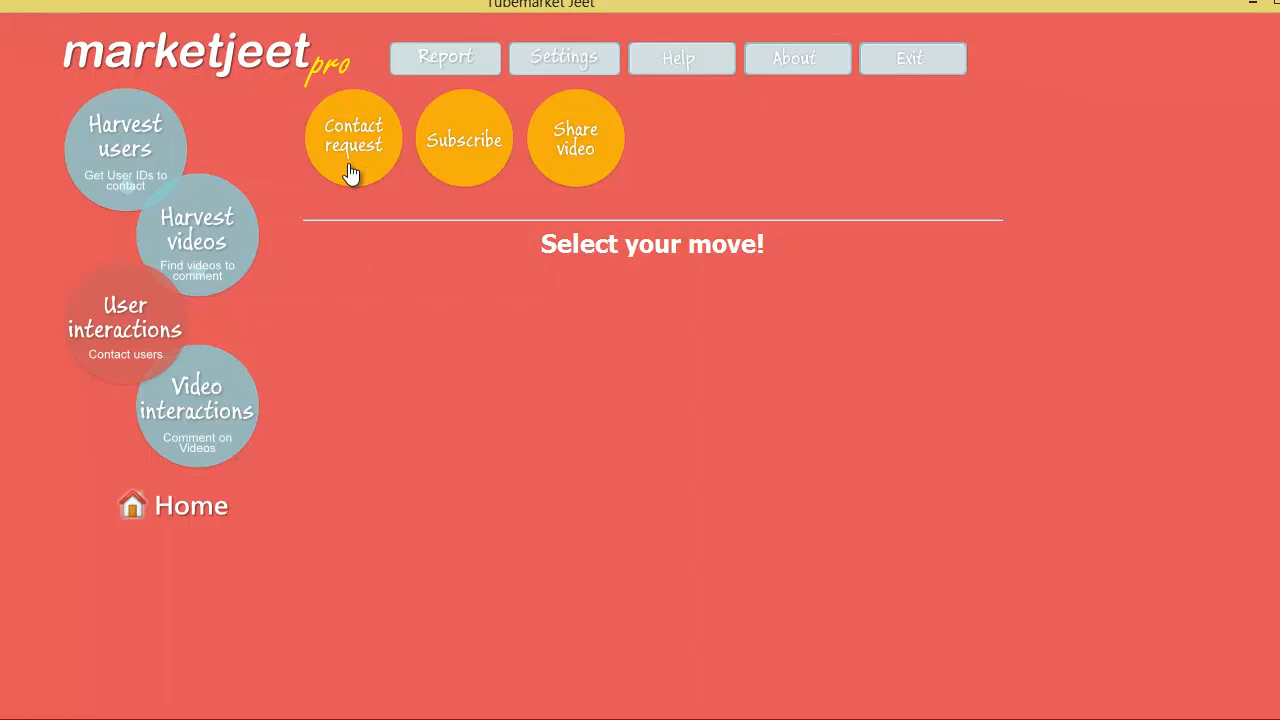 Tubemarket Jeet
marketjeet pro
Report
Settings
Help
About
Exit
Harvest
users
Get User IDs to
contact
Harvest
videos
Find videos to
comment
User
interactions
Contact users
Video
interactions
Comment on
Videos
Home
Contact
request
Subscribe
Share
video
Select your move!